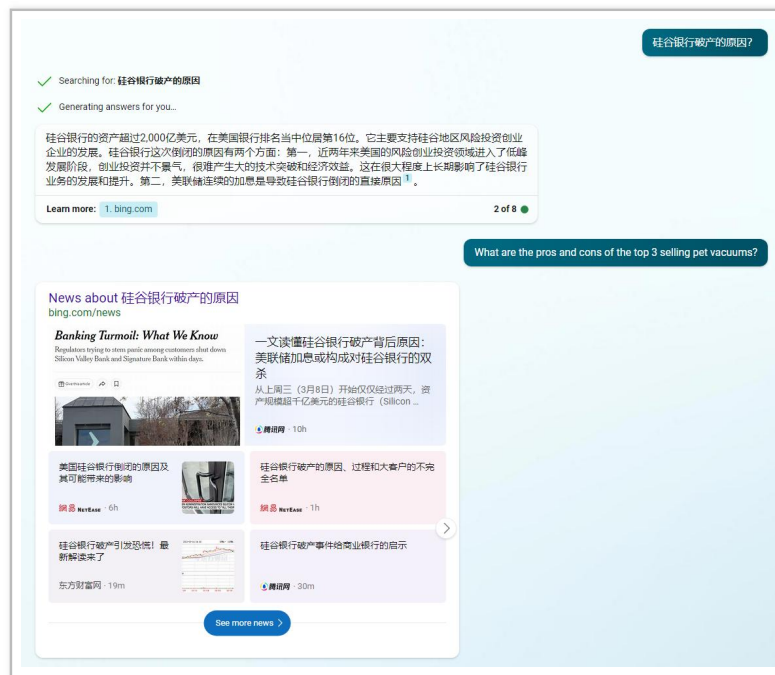 硅谷银行破产的原因？
Searching for: 硅谷银行破产的原因
Generating answers for you...
硅谷银行的资产超过2,000亿美元，在美国银行排名当中位居第16位。它主要支持硅谷地区风险投资创业
企业的发展。硅谷银行这次倒闭的原因有两个方面：第一，近两年来美国的风险创业投资领域进入了低峰
发展阶段，创业投资并不景气，很难产生大的技术突破和经济效益。这在很大程度上长期影响了硅谷银行
业务的发展和提升。第二，美联储连续的加息是导致硅谷银行倒闭的直接原因 1 。
Learn more: 1. bing.com 2 of 8
What are the pros and cons of the top 3 selling pet vacuums?
News about 硅谷银行破产的原因
bing.com/news
Banking Turmoil: What We Know
Regulators trying to stem panic among customers shut down
Silicon Valley Bank and Signature Bank within days.
Give this article
一文读懂硅谷银行破产背后原因：
美联储加息或构成对硅谷银行的双
杀
从上周三（3月8日）开始仅仅经过两天，资
产规模超千亿美元的硅谷银行（Silicon ...
腾讯网 · 10h
美国硅谷银行倒闭的原因及
其可能带来的影响
網易 NETEASE · 6h
硅谷银行破产的原因、过程和大客户的不完
全名单
網易 NETEASE · 1h
硅谷银行破产引发恐慌！最
新解读来了
东方财富网 · 19m
硅谷银行破产事件给商业银行的启示
腾讯网 · 30m
See more news